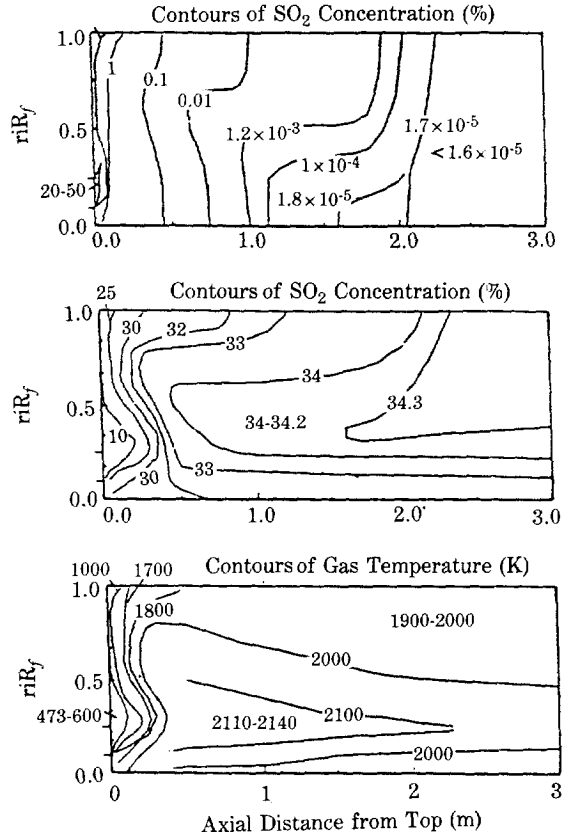 Contours of SO₂ Concentration (%)
1.0
1
0.1
0.01
riR_f
0.5
1.2×10⁻³
1.7×10⁻⁵
<1.6×10⁻⁵
1×10⁻⁴
20-50
1.8×10⁻⁵
0.0
0.0 1.0 2.0 3.0
25 Contours of SO₂ Concentration (%)
1.0
30 32 33
34
riR_f
0.5
34.3
34-34.2
10
33
30
0.0
0.0 1.0 2.0 3.0
1000 1700 Contours of Gas Temperature (K)
1.0
1800
1900-2000
2000
riR_f
0.5
473-600
2110-2140 2100
2000
0.0
0 1 2 3
Axial Distance from Top (m)